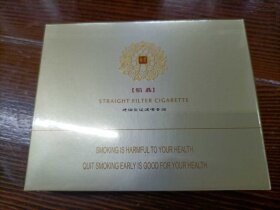 STRAIGHT FILTER CIGARETTE
SMOKING IS HARMFUL TO YOUR HEALTH
QUIT SMOKING EARLY IS GOOD FOR YOUR HEALTH